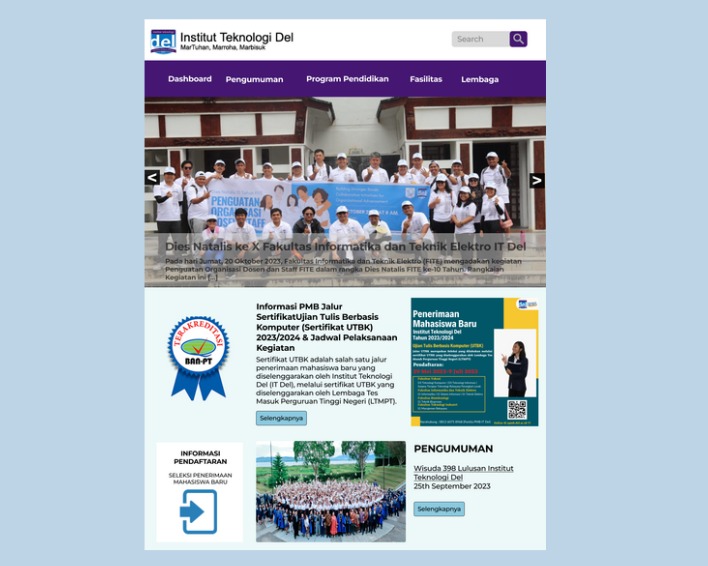 del
Institut Teknologi Del
MarTuhan, Marroha, Marbisuk
Search
Dashboard
Pengumuman
Program Pendidikan
Fasilitas
Lembaga
<
>
PENGUATAN
ORGANISASI
DOSEN STAFF
Dies Natalis ke X Fakultas Informatika dan Teknik Elektro IT Del
Pada hari Jumat, 20 Oktober 2023, Fakultas Informatika dan Teknik Elektro (FITE) mengadakan kegiatan
Penguatan Organisasi Dosen dan Staff FITE dalam rangka Dies Natalis FITE ke-10 Tahun. Rangkaian
Kegiatan ini [...]
TERAKREDITASI
BAN-PT
Informasi PMB Jalur
SertifikatUjian Tulis Berbasis
Komputer (Sertifikat UTBK)
2023/2024 & Jadwal Pelaksanaan
Kegiatan
Sertifikat UTBK adalah salah satu jalur
penerimaan mahasiswa baru yang
diselenggarakan oleh Institut Teknologi
Del (IT Del), melalui sertifikat UTBK yang
diselenggarakan oleh Lembaga Tes
Masuk Perguruan Tinggi Negeri (LTMPT).
Selengkapnya
Penerimaan
Mahasiswa Baru
Institut Teknologi Del
Tahun 2023/2024
Ujian Tulis Berbasis Komputer (UTBK)
Pendaftaran:
INFORMASI
PENDAFTARAN
SELEKSI PENERIMAAN
MAHASISWA BARU
PENGUMUMAN
Wisuda 398 Lulusan Institut
Teknologi Del
25th September 2023
Selengkapnya